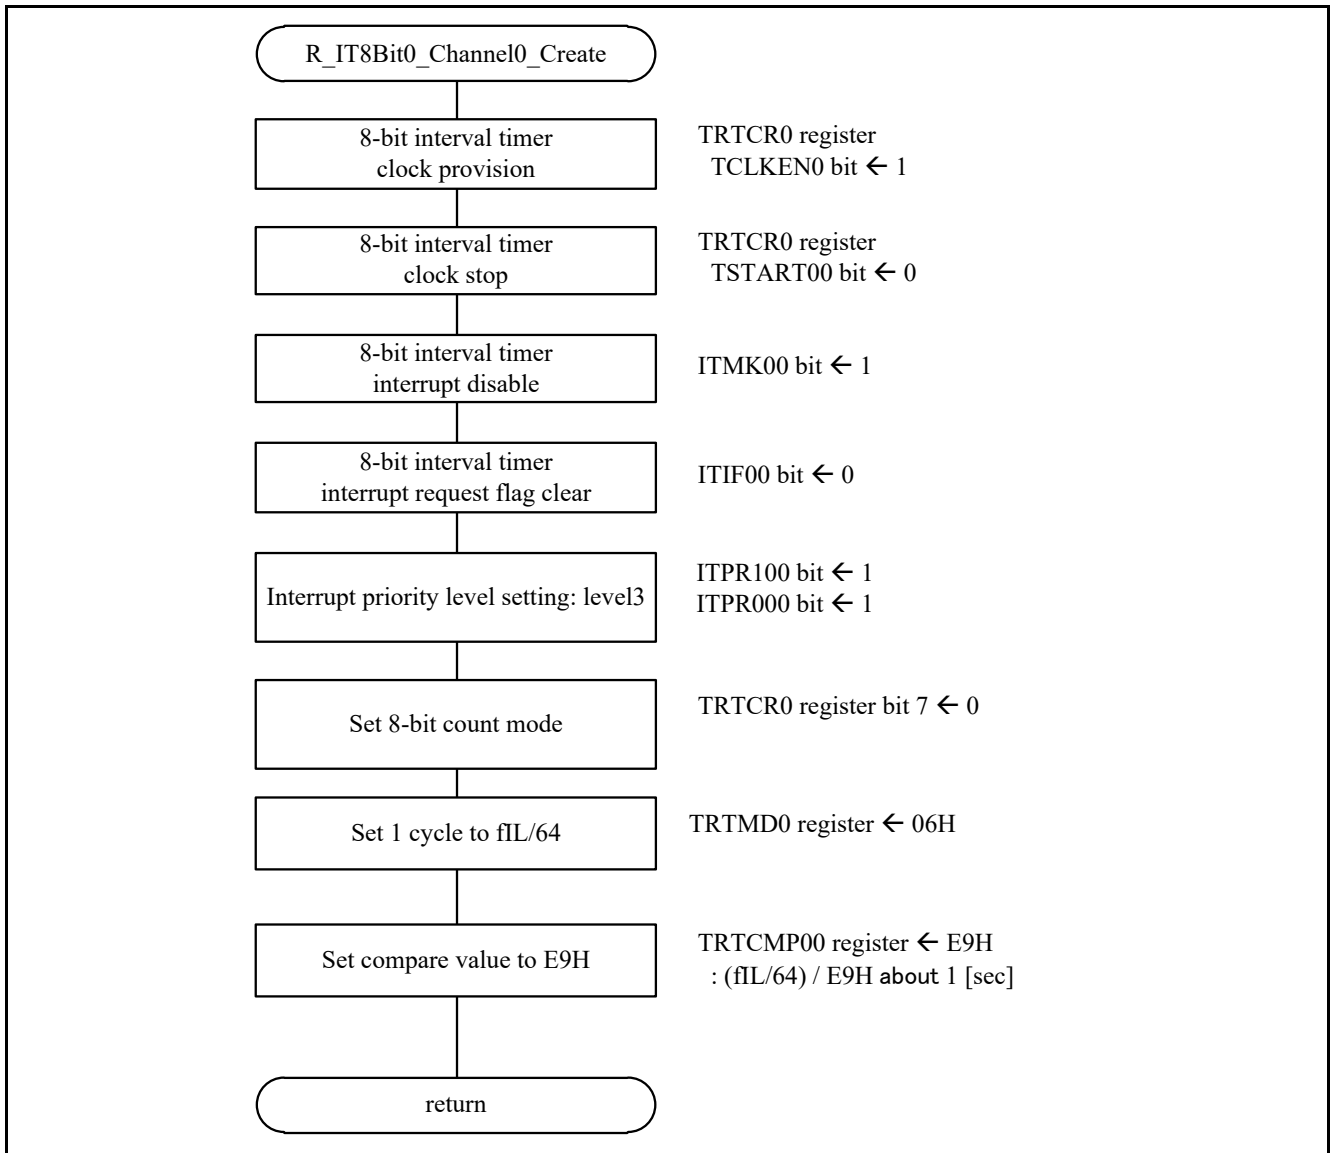 R_IT8Bit0_Channel0_Create
8-bit interval timer
clock provision
TRTCR0 register
TCLKEN0 bit ← 1
8-bit interval timer
clock stop
TRTCR0 register
TSTART00 bit ← 0
8-bit interval timer
interrupt disable
ITMK00 bit ← 1
8-bit interval timer
interrupt request flag clear
ITIF00 bit ← 0
Interrupt priority level setting: level3
ITPR100 bit ← 1
ITPR000 bit ← 1
Set 8-bit count mode
TRTCR0 register bit 7 ← 0
Set 1 cycle to fIL/64
TRTMD0 register ← 06H
Set compare value to E9H
TRTCMP00 register ← E9H
: (fIL/64) / E9H about 1 [sec]
return